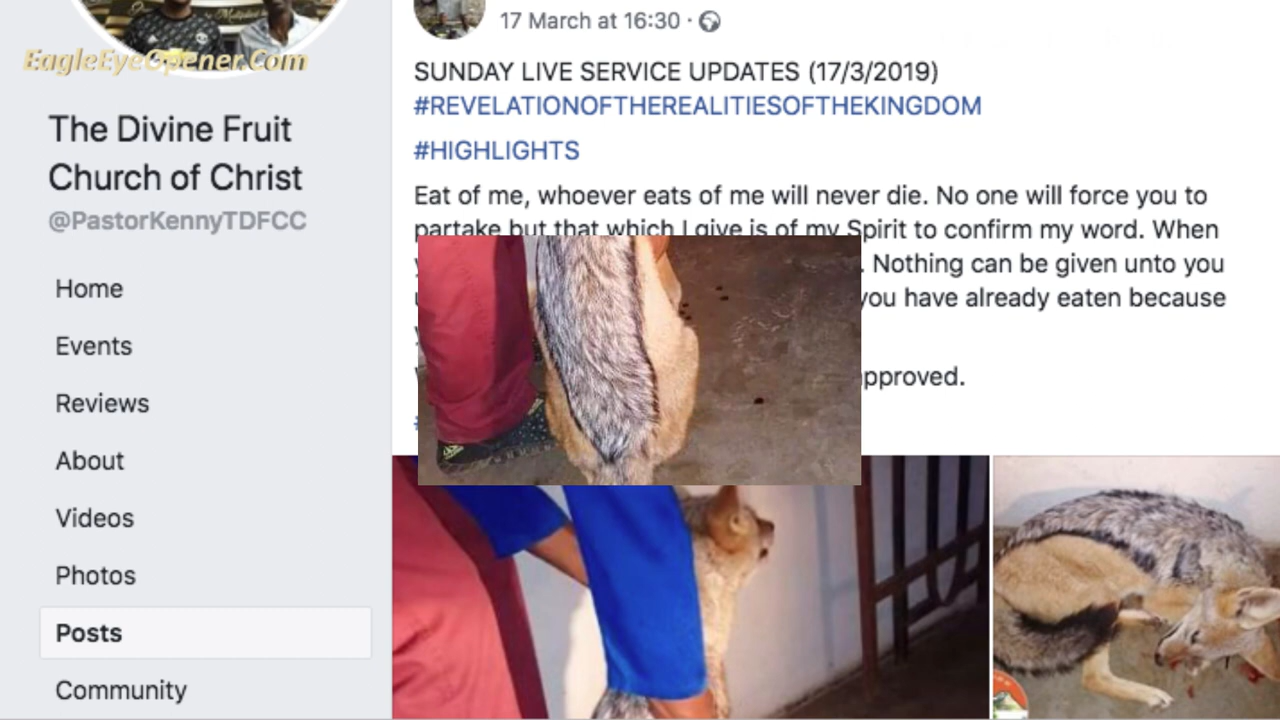 EagleEyeOpener.Com
The Divine Fruit
Church of Christ
@PastorKennyTDFCC
Home
Events
Reviews
About
Videos
Photos
Posts
Community
17 March at 16:30 ·
SUNDAY LIVE SERVICE UPDATES (17/3/2019)
#REVELATIONOFTHEREALITIESOFTHEKINGDOM
#HIGHLIGHTS
Eat of me, whoever eats of me will never die. No one will force you to
partake but that which I give is of my Spirit to confirm my word. When
. Nothing can be given unto you
you have already eaten because
approved.